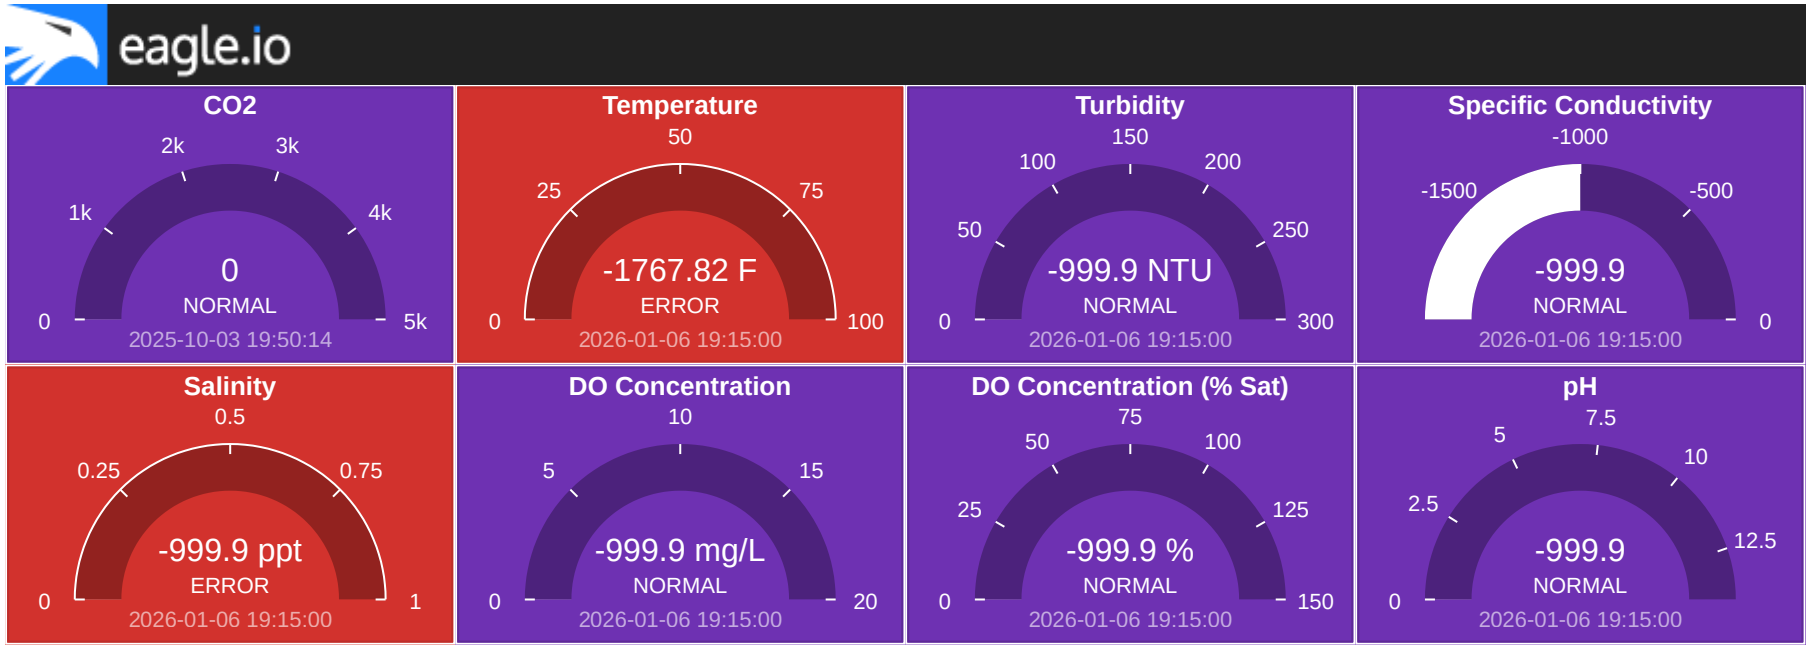 eagle.io
CO2
2k
3k
1k
4k
0
NORMAL
0
5k
2025-10-03 19:50:14
Temperature
50
25
75
-1767.82 F
ERROR
0
100
2026-01-06 19:15:00
Turbidity
150
100
200
50
250
-999.9 NTU
NORMAL
0
300
2026-01-06 19:15:00
Specific Conductivity
-1000
-1500
-500
-999.9
NORMAL
0
2026-01-06 19:15:00
Salinity
0.5
0.25
0.75
-999.9 ppt
ERROR
0
1
2026-01-06 19:15:00
DO Concentration
10
5
15
-999.9 mg/L
NORMAL
0
20
2026-01-06 19:15:00
DO Concentration (% Sat)
75
50
100
25
125
-999.9 %
NORMAL
0
150
2026-01-06 19:15:00
pH
7.5
5
10
2.5
12.5
-999.9
NORMAL
0
2026-01-06 19:15:00